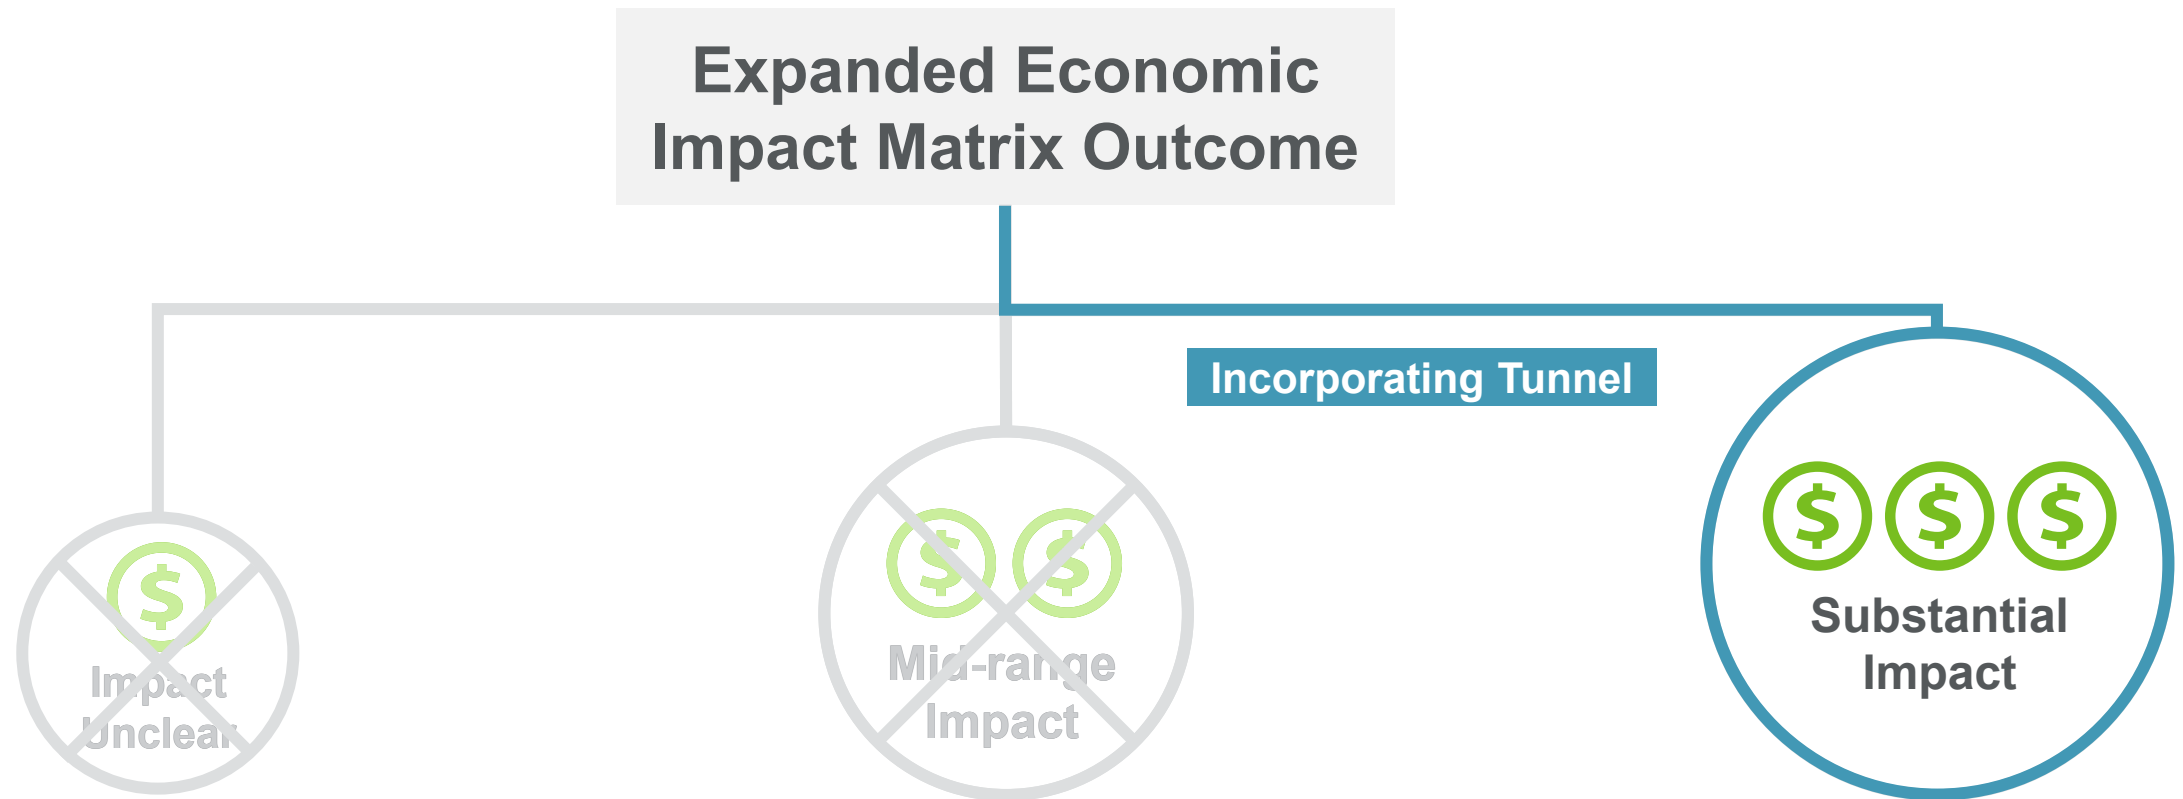 Expanded Economic
Impact Matrix Outcome
Incorporating Tunnel
$ $ $
Substantial
Impact
$ $
Mid-range
Impact
$
Impact
Unclear